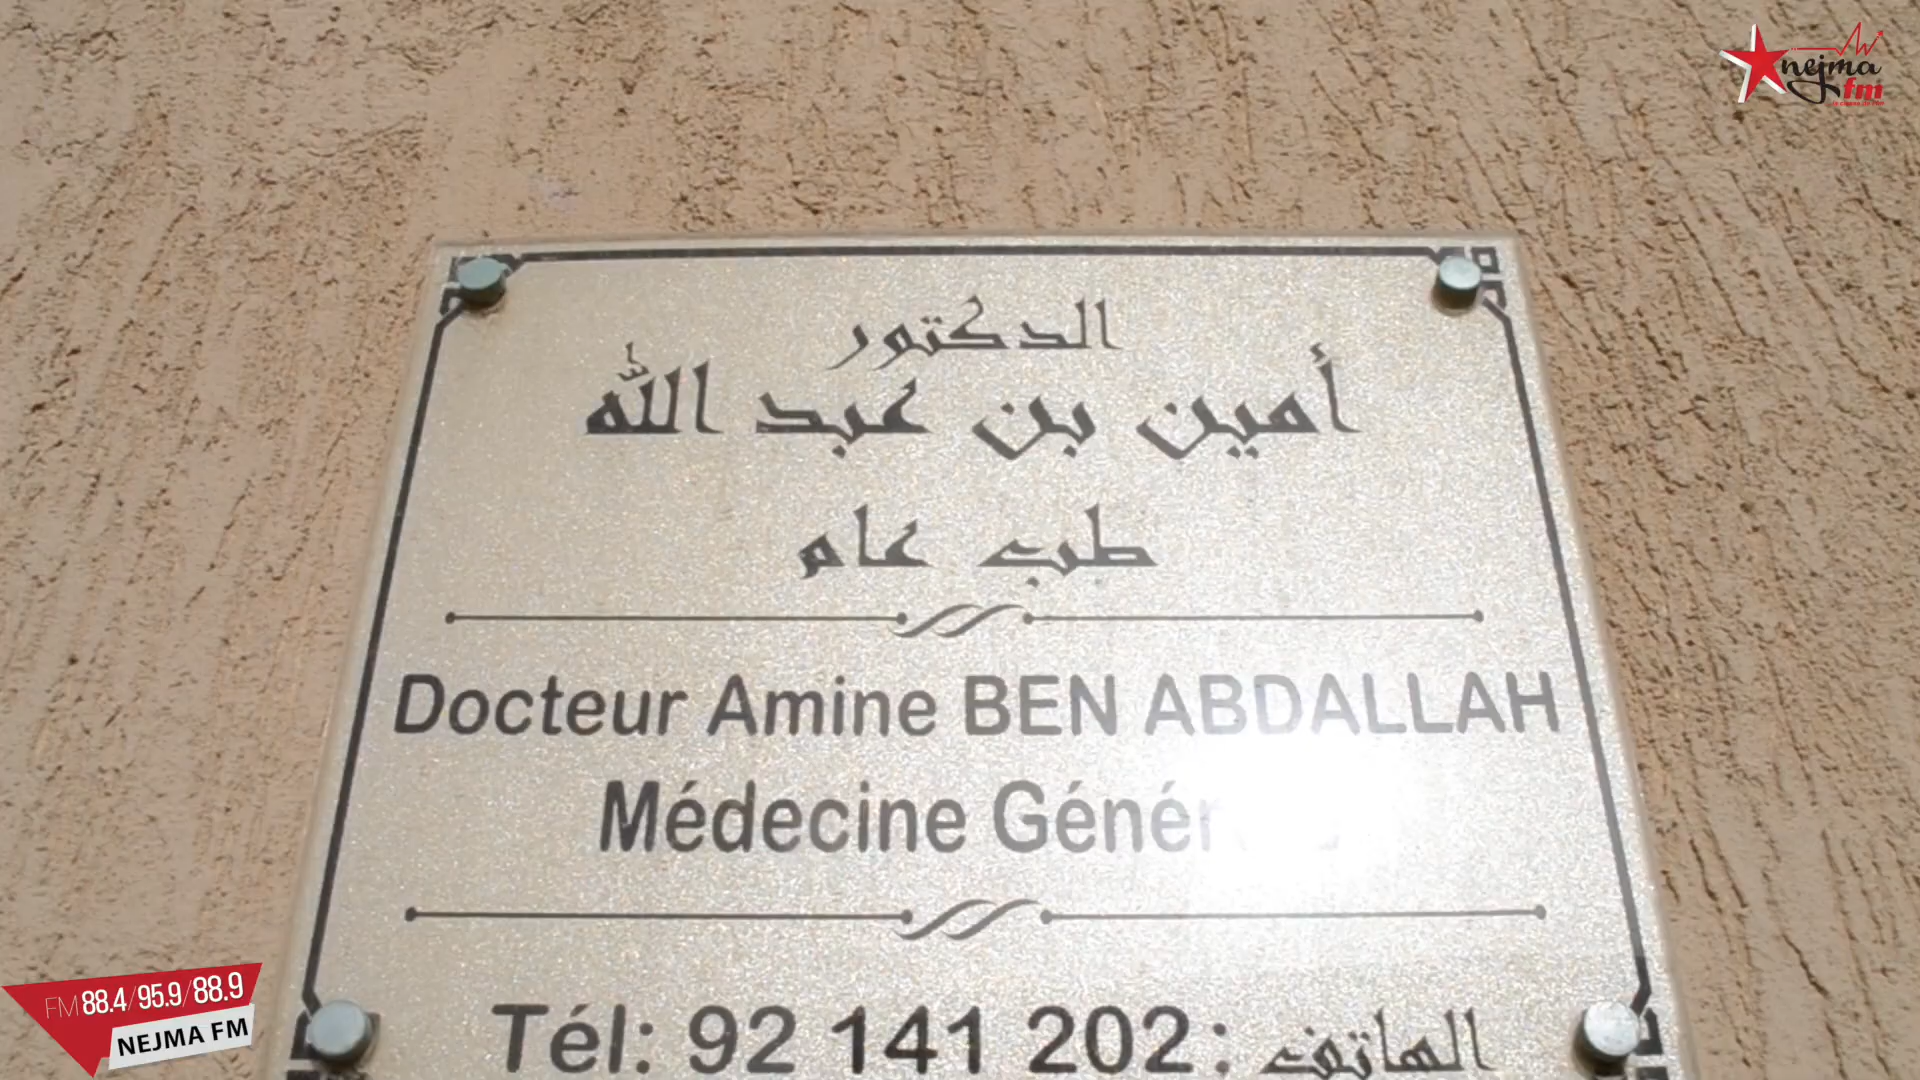 nejma
fm
الدكتور
أمين بن عبد الله
طب عام
Docteur Amine BEN ABDALLAH
Médecine
Tél: 92 141 202 : الهاتف
FM 88.4/95.9/88.9
NEJMA FM